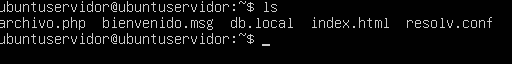 ubuntuservidor@ubuntuservidor:~$ ls
archivo.php bienvenido.msg db.local index.html resolv.conf
ubuntuservidor@ubuntuservidor:~$ _